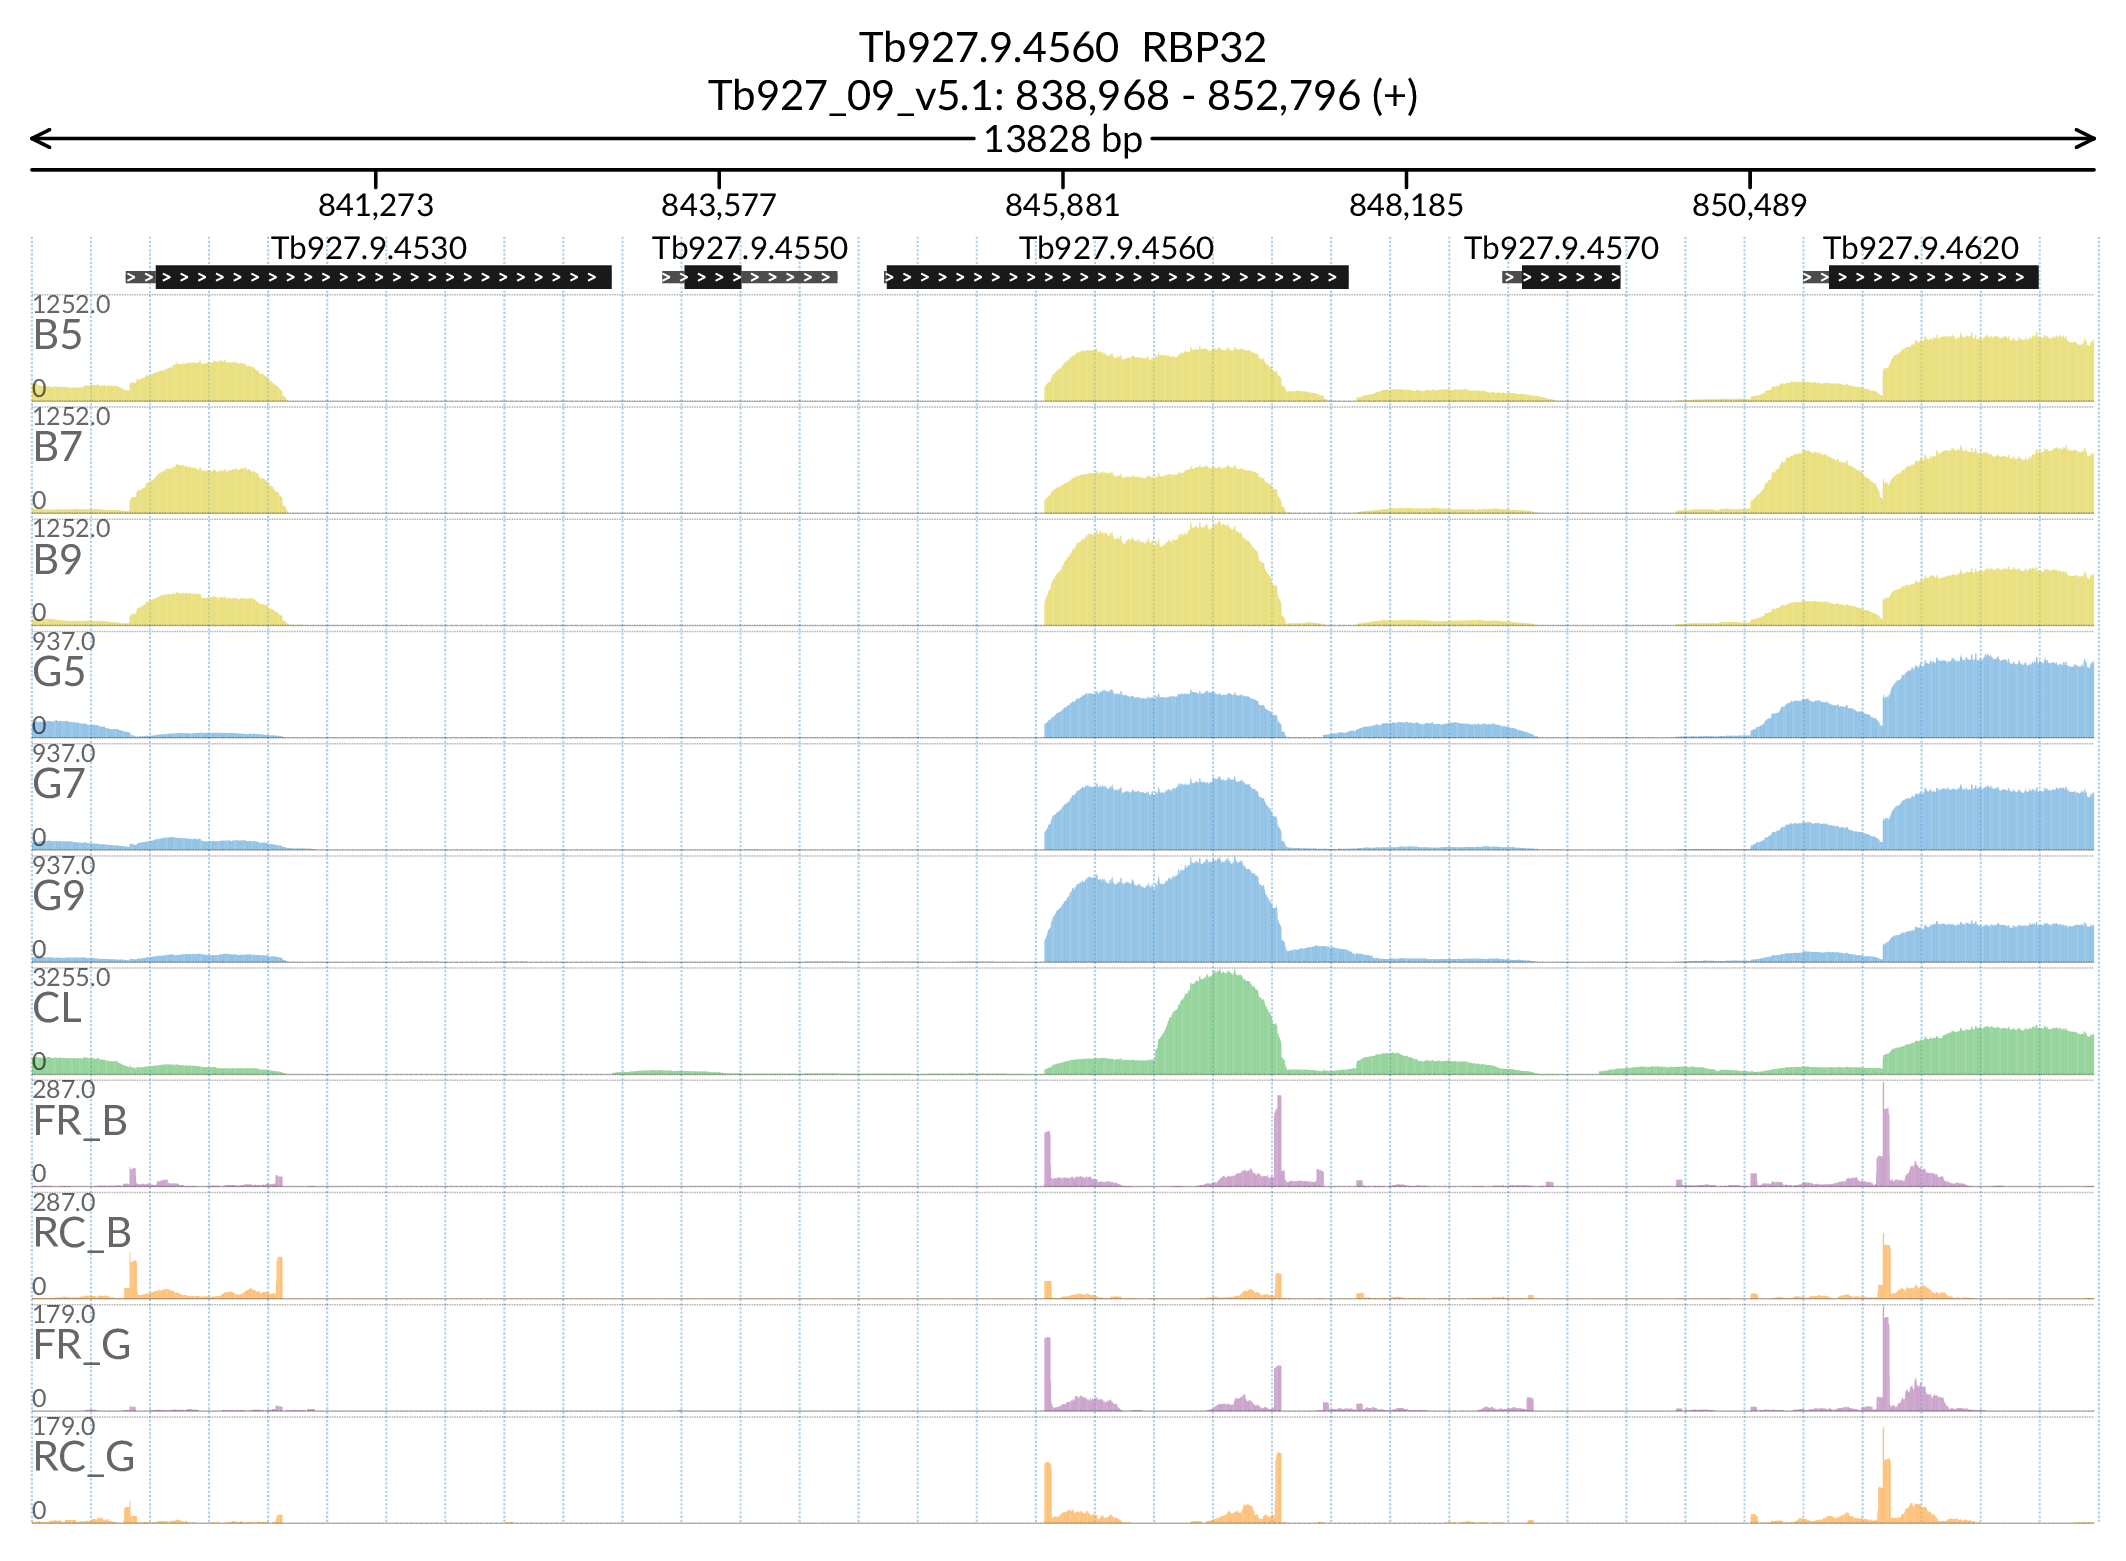 Tb927.9.4560 RBP32
Tb927_09_v5.1: 838,968 - 852,796 (+)
13828 bp
841,273 843,577 845,881 848,185 850,489
Tb927.9.4530 Tb927.9.4550 Tb927.9.4560 Tb927.9.4570 Tb927.9.4620
1252.0
B5
0
1252.0
B7
0
1252.0
B9
0
937.0
G5
0
937.0
G7
0
937.0
G9
0
3255.0
CL
0
287.0
FR_B
0
287.0
RC_B
0
179.0
FR_G
0
179.0
RC_G
0